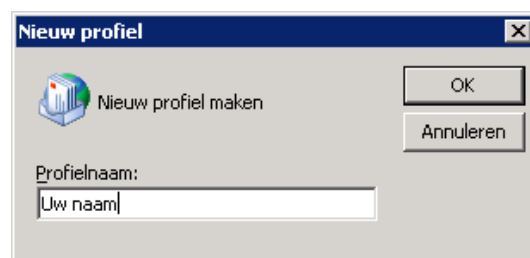 Nieuw profiel
Nieuw profiel maken
OK
Annuleren
Profielnaam:
Uw naam